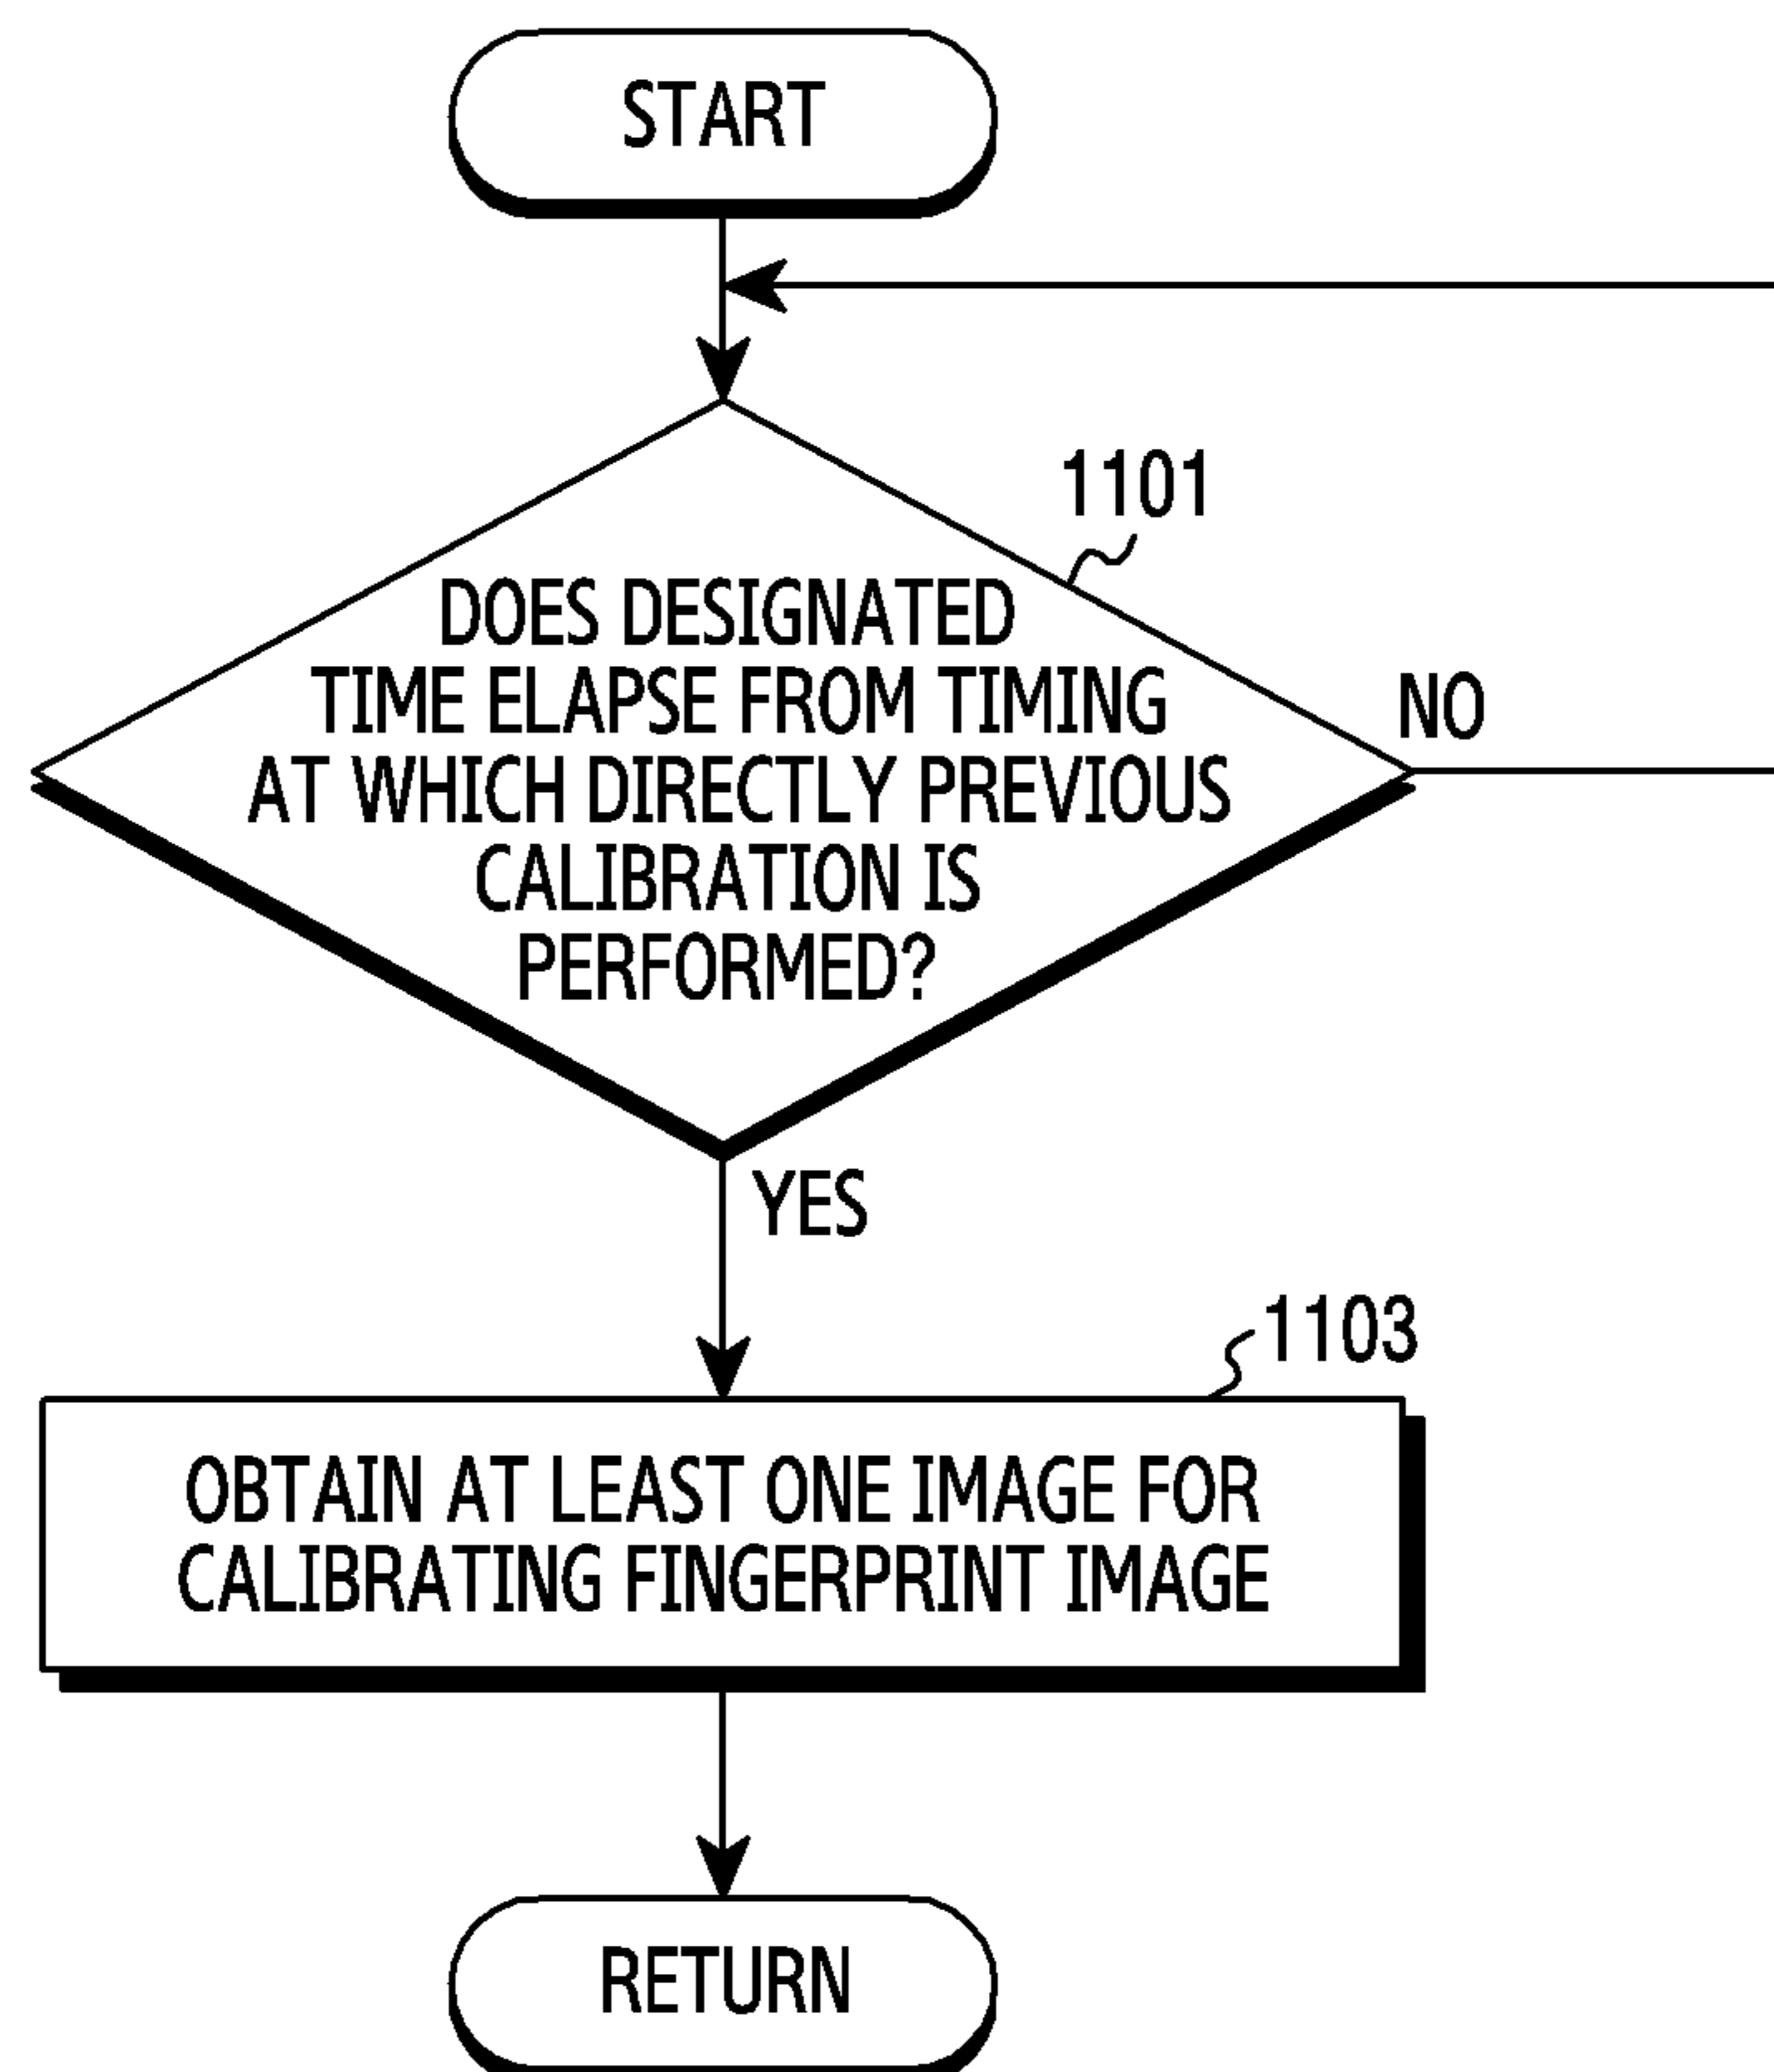 START
1101
DOES DESIGNATED
TIME ELAPSE FROM TIMING
AT WHICH DIRECTLY PREVIOUS
CALIBRATION IS
PERFORMED?
NO
YES
1103
OBTAIN AT LEAST ONE IMAGE FOR
CALIBRATING FINGERPRINT IMAGE
RETURN